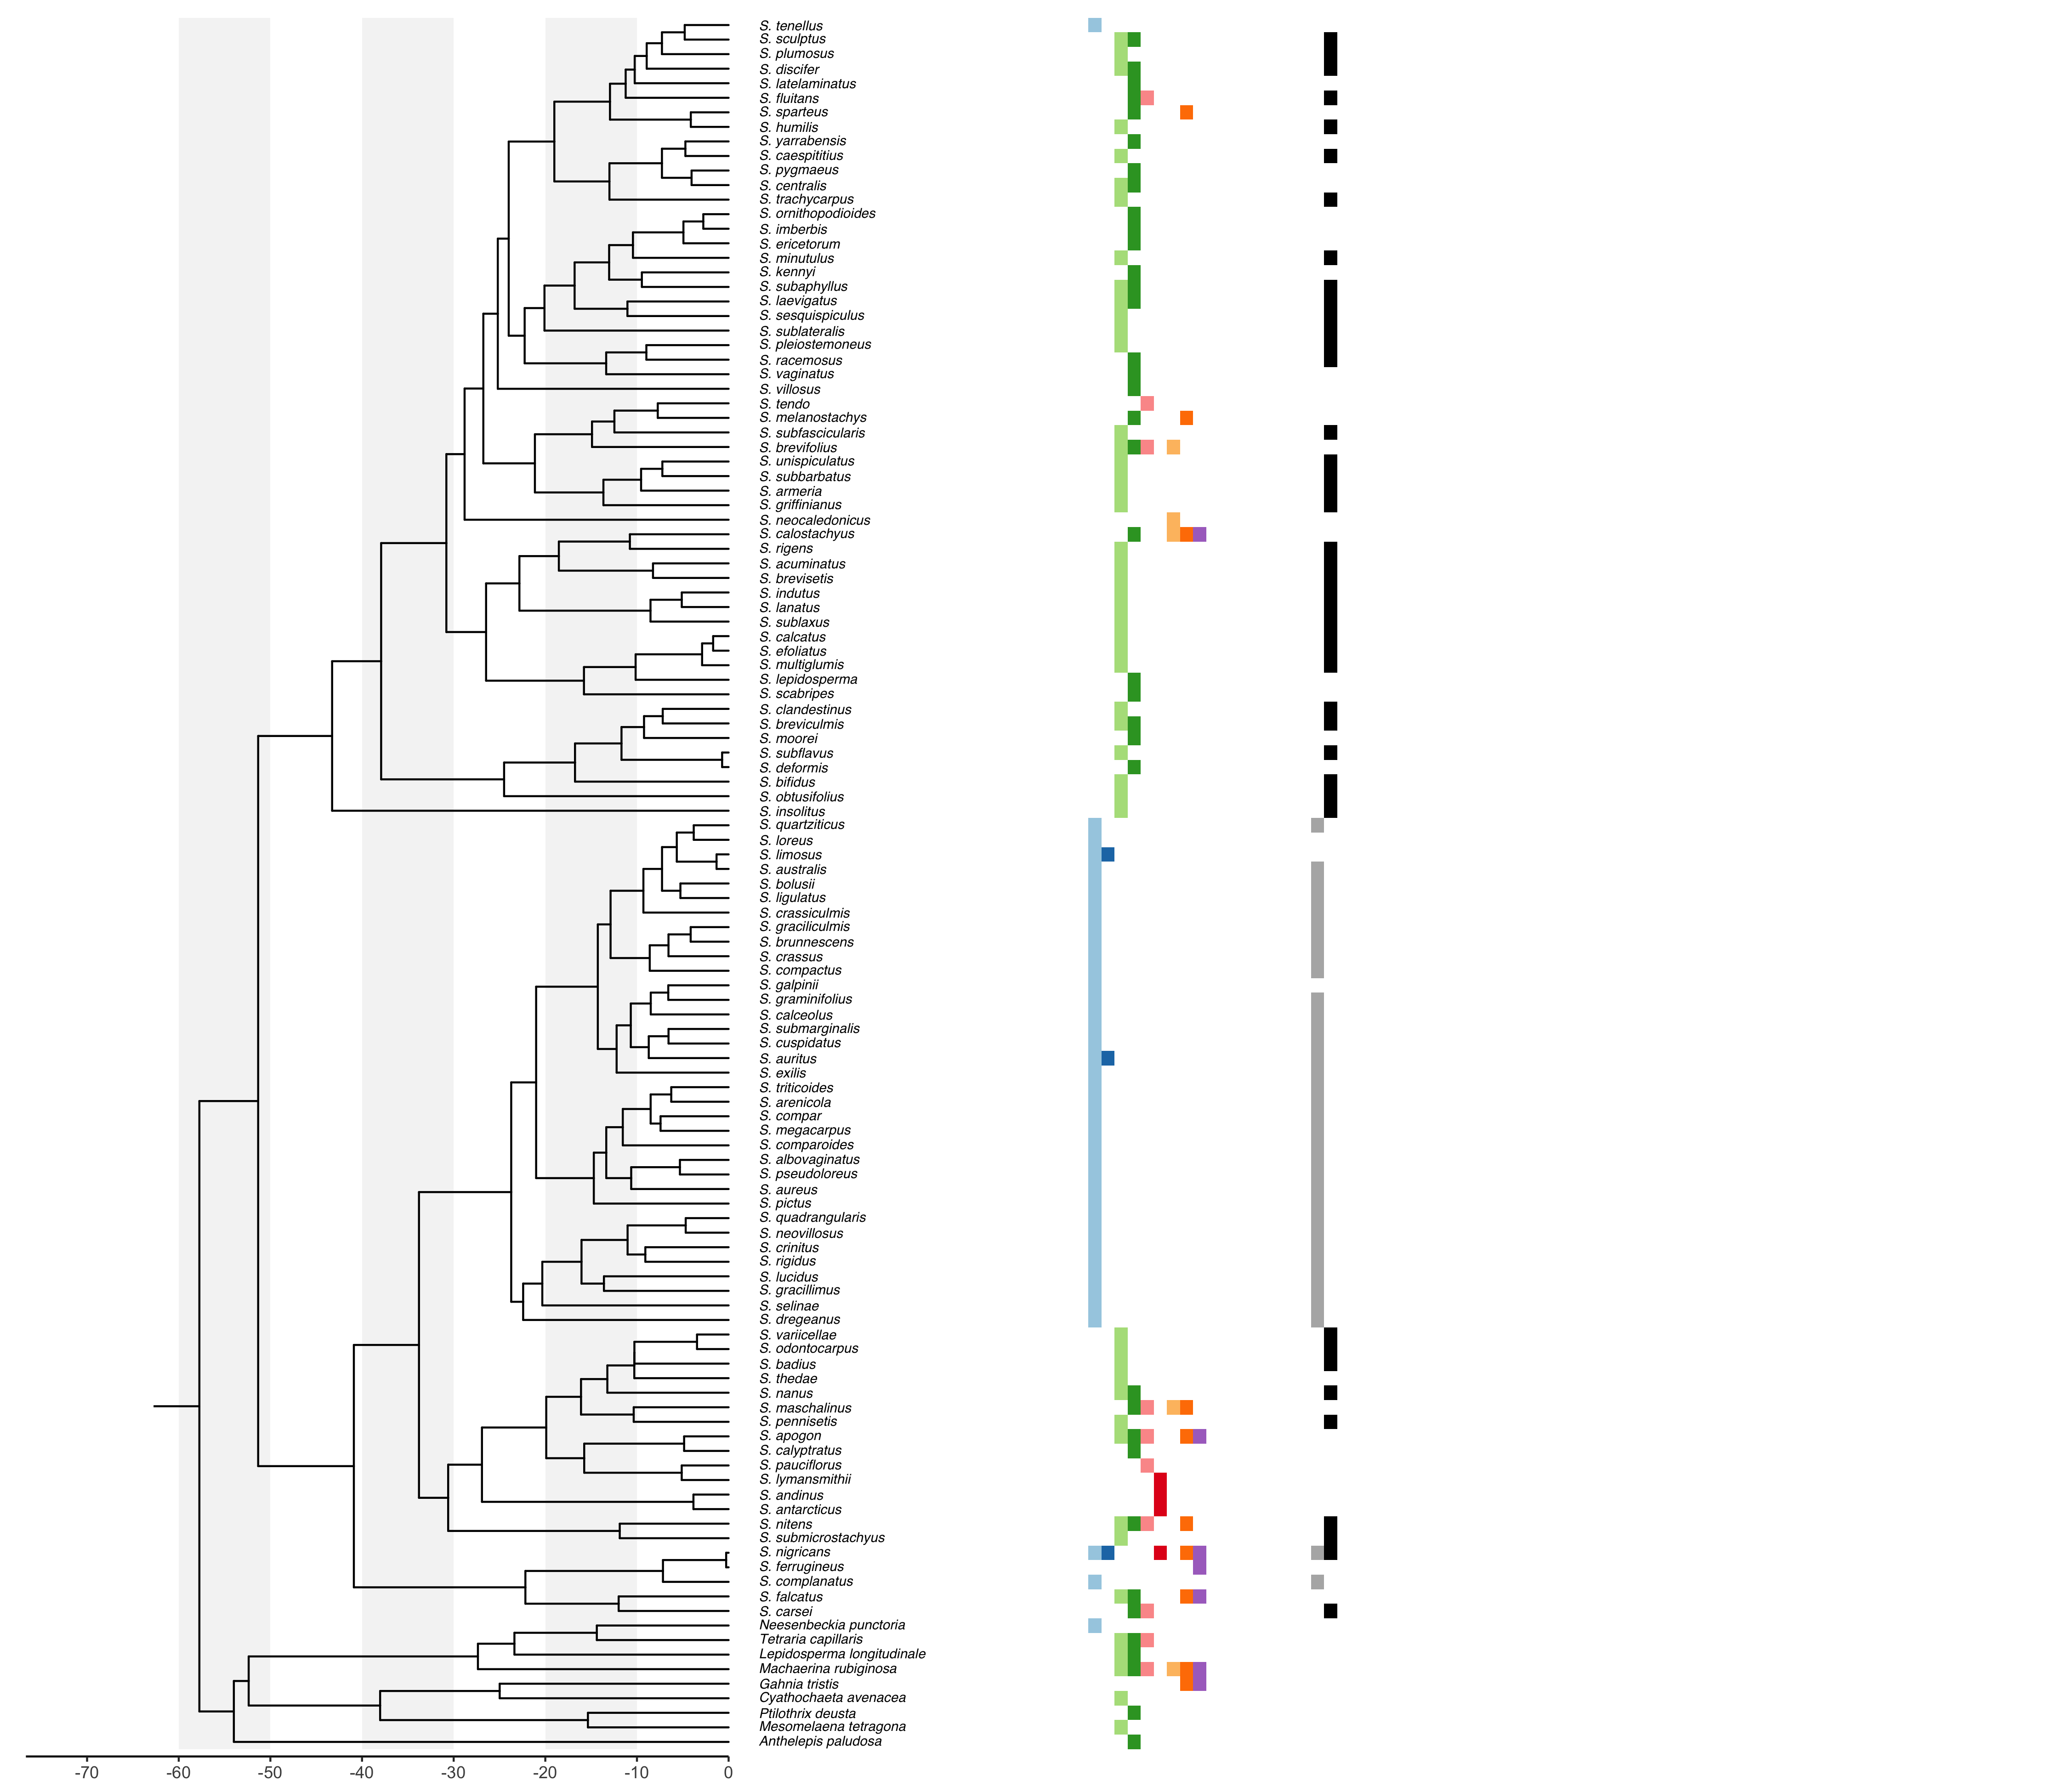 S. tenellus
S. sculptus
S. plumosus
S. discifer
S. latelaminatus
S. fluitans
S. sparteus
S. humilis
S. yarrabensis
S. caespititius
S. pygmaeus
S. centralis
S. trachycarpus
S. ornithopodioides
S. imberbis
S. ericetorum
S. minutulus
S. kennyi
S. subaphyllus
S. laevigatus
S. sesquispiculus
S. sublateralis
S. pleiostemoneus
S. racemosus
S. vaginatus
S. villosus
S. tendo
S. melanostachys
S. subfascicularis
S. brevifolius
S. unispiculatus
S. subbarbatus
S. armeria
S. griffinianus
S. neocaledonicus
S. calostachyus
S. rigens
S. acuminatus
S. brevisetis
S. indutus
S. lanatus
S. sublaxus
S. calcatus
S. efoliatus
S. multiglumis
S. lepidosperma
S. scabripes
S. clandestinus
S. breviculmis
S. moorei
S. subflavus
S. deformis
S. bifidus
S. obtusifolius
S. insolitus
S. quartziticus
S. loreus
S. limosus
S. australis
S. bolusii
S. ligulatus
S. crassiculmis
S. graciliculmis
S. brunnescens
S. crassus
S. compactus
S. galpinii
S. graminifolius
S. calceolus
S. submarginalis
S. cuspidatus
S. auritus
S. exilis
S. triticoides
S. arenicola
S. compar
S. megacarpus
S. comparoides
S. albovaginatus
S. pseudoloreus
S. aureus
S. pictus
S. quadrangularis
S. neovillosus
S. crinitus
S. rigidus
S. lucidus
S. gracillimus
S. selinae
S. dregeanus
S. variicellae
S. odontocarpus
S. badius
S. thedae
S. nanus
S. maschalinus
S. pennisetis
S. apogon
S. calyptratus
S. pauciflorus
S. lymansmithii
S. andinus
S. antarcticus
S. nitens
S. submicrostachyus
S. nigricans
S. ferrugineus
S. complanatus
S. falcatus
S. carsei
Neesenbeckia punctoria
Tetraria capillaris
Lepidosperma longitudinale
Machaerina rubiginosa
Gahnia tristis
Cyathochaeta avenacea
Ptilothrix deusta
Mesomelaena tetragona
Anthelepis paludosa
-70 -60 -50 -40 -30 -20 -10 0